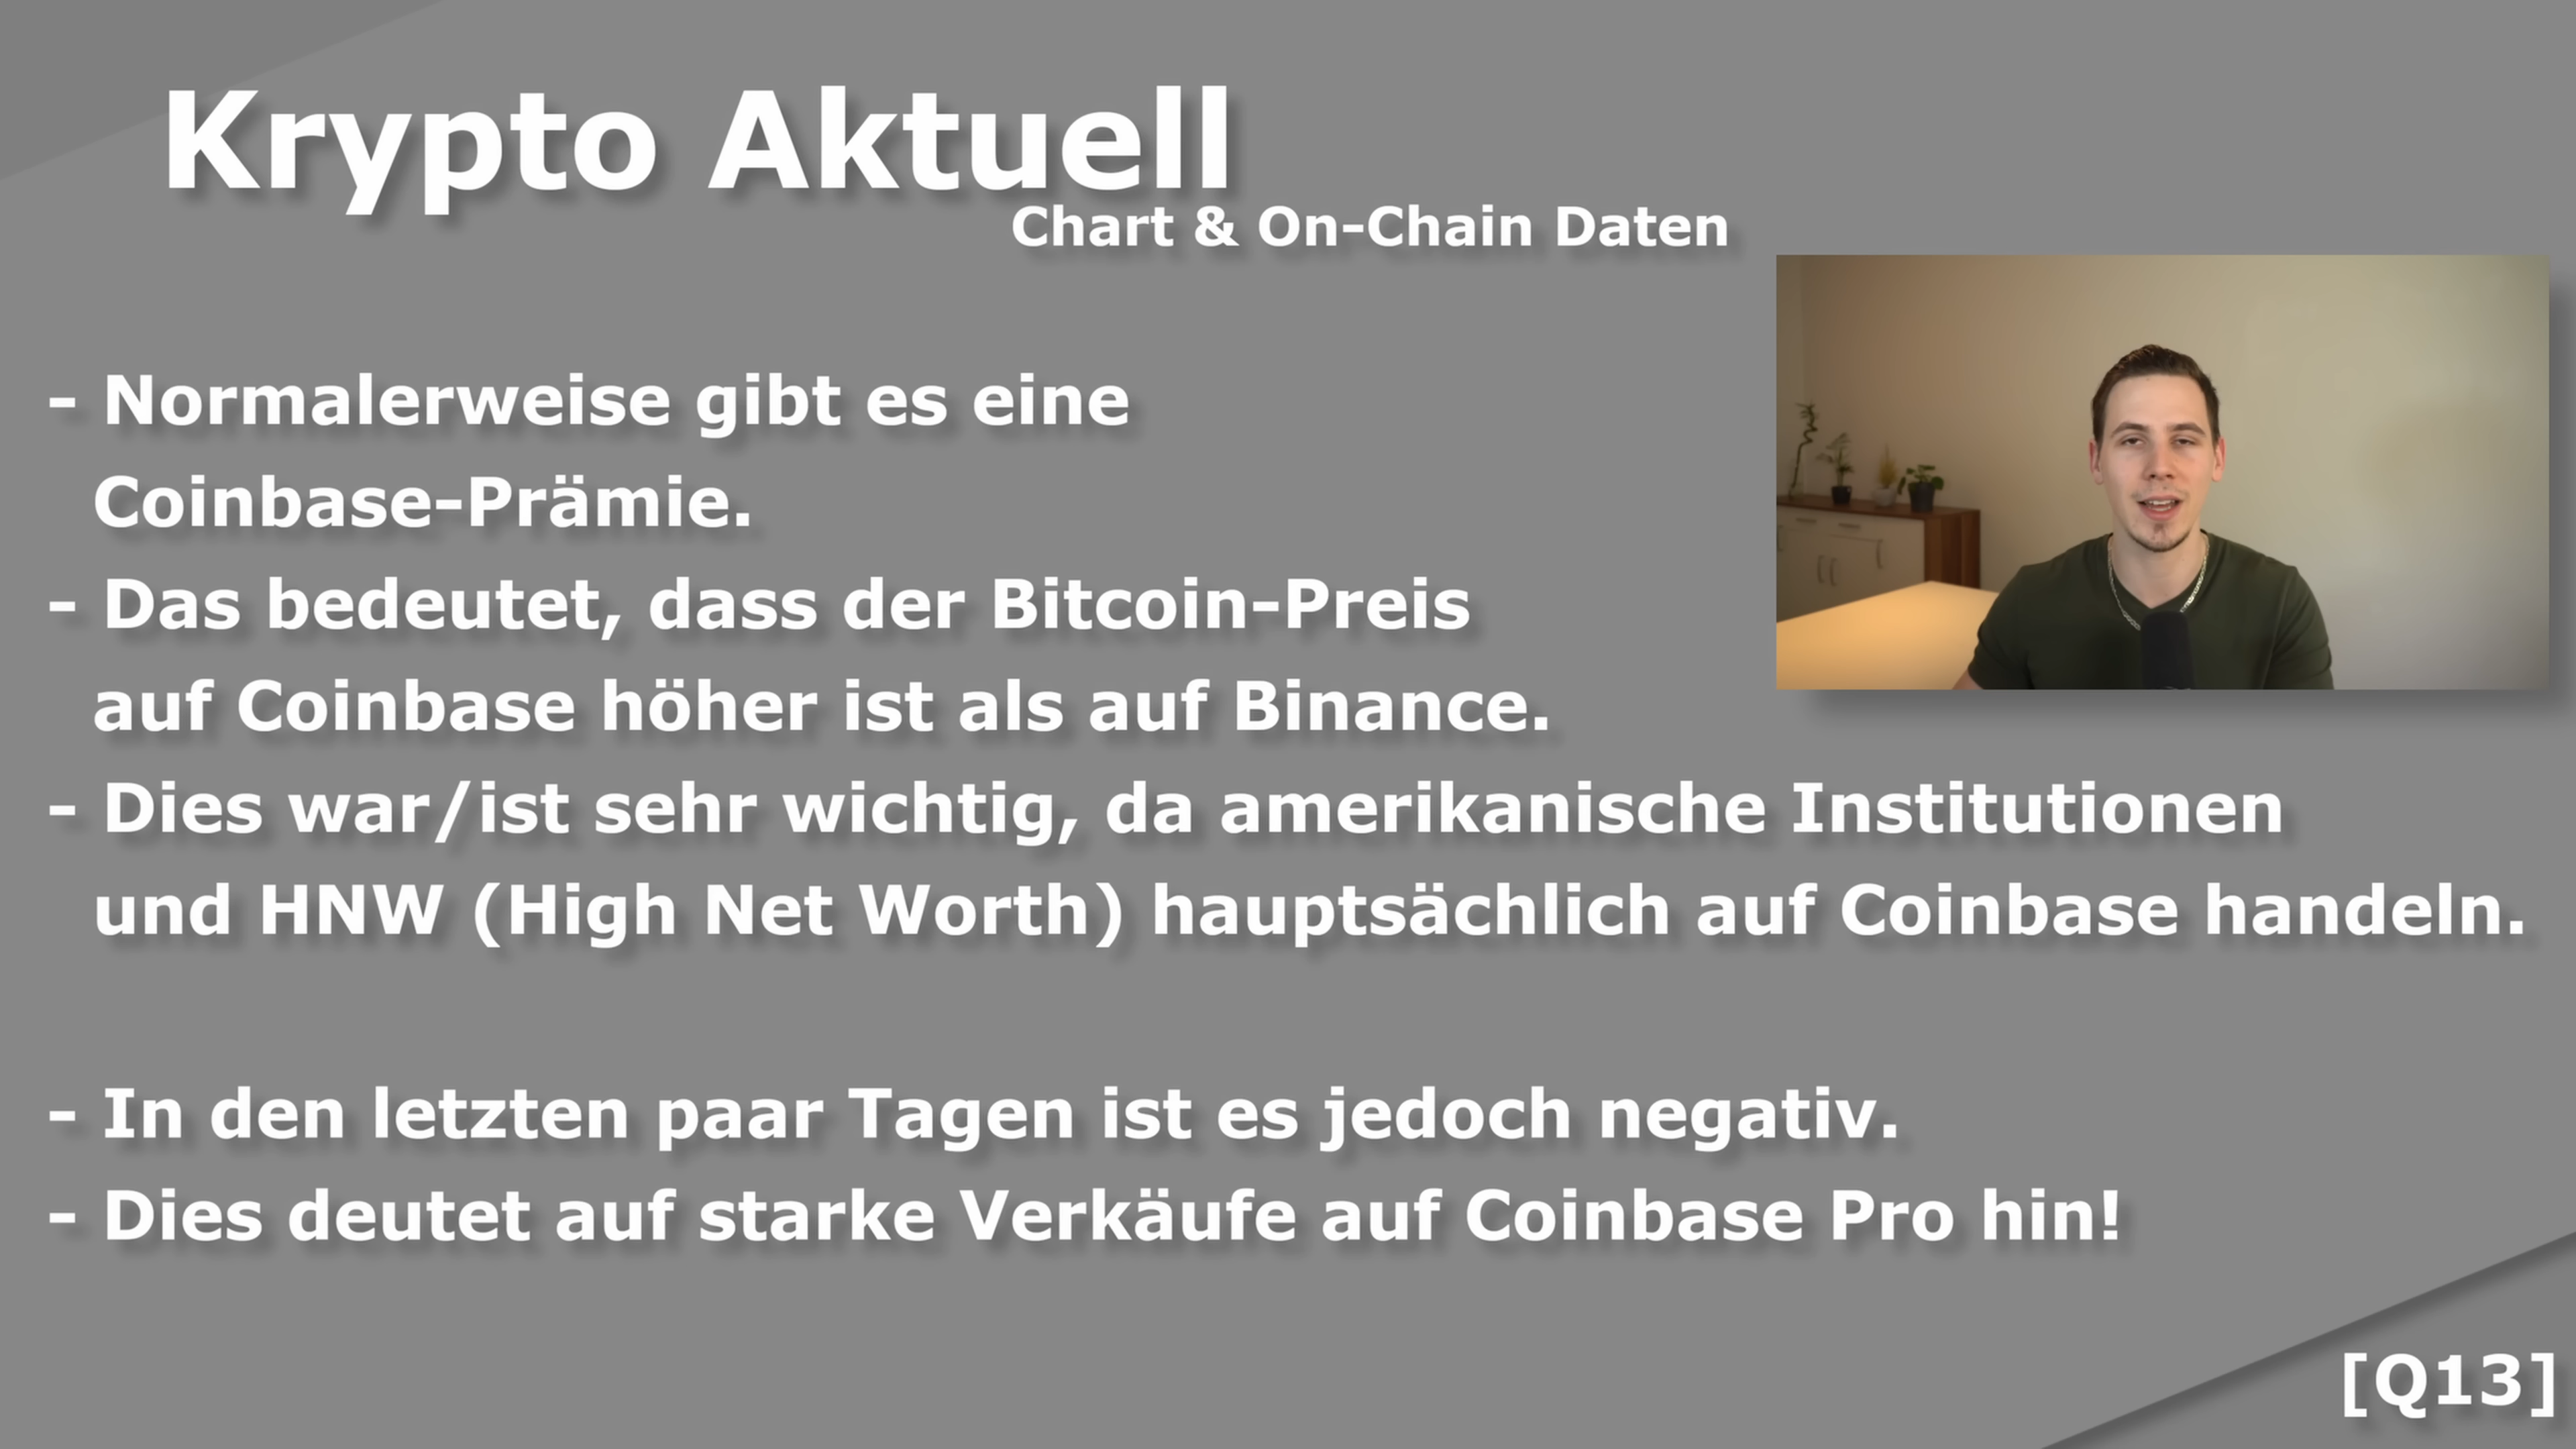 Krypto Aktuell
Chart & On-Chain Daten
- Normalerweise gibt es eine
Coinbase-Prämie.
- Das bedeutet, dass der Bitcoin-Preis
auf Coinbase höher ist als auf Binance.
- Dies war/ist sehr wichtig, da amerikanische Institutionen
und HNW (High Net Worth) hauptsächlich auf Coinbase handeln.
- In den letzten paar Tagen ist es jedoch negativ.
- Dies deutet auf starke Verkäufe auf Coinbase Pro hin!
[Q13]